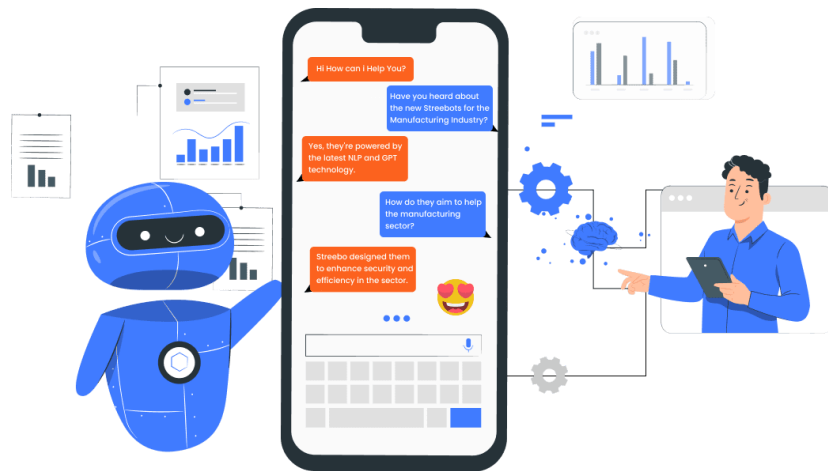 Hi How can I Help You?
Have you heard about
the new Streebots for the
Manufacturing Industry?
Yes, they're powered by
the latest NLP and GPT
technology.
How do they aim to help
the manufacturing
sector?
Streebo designed them
to enhance security and
efficiency in the sector.